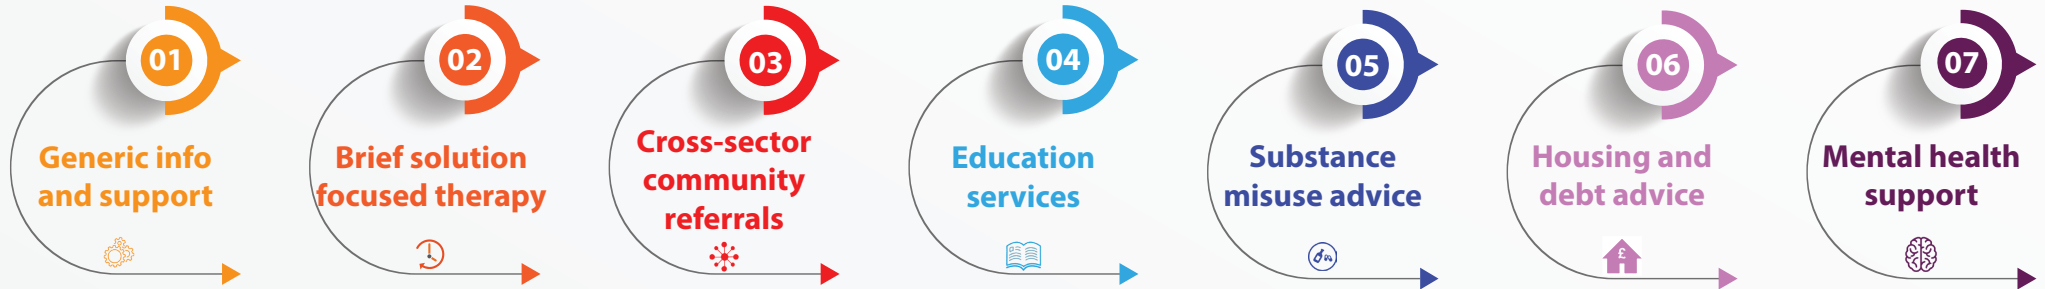 01
Generic info
and support
02
Brief solution
focused therapy
03
Cross-sector
community
referrals
04
Education
services
05
Substance
misuse advice
06
Housing and
debt advice
£
07
Mental health
support